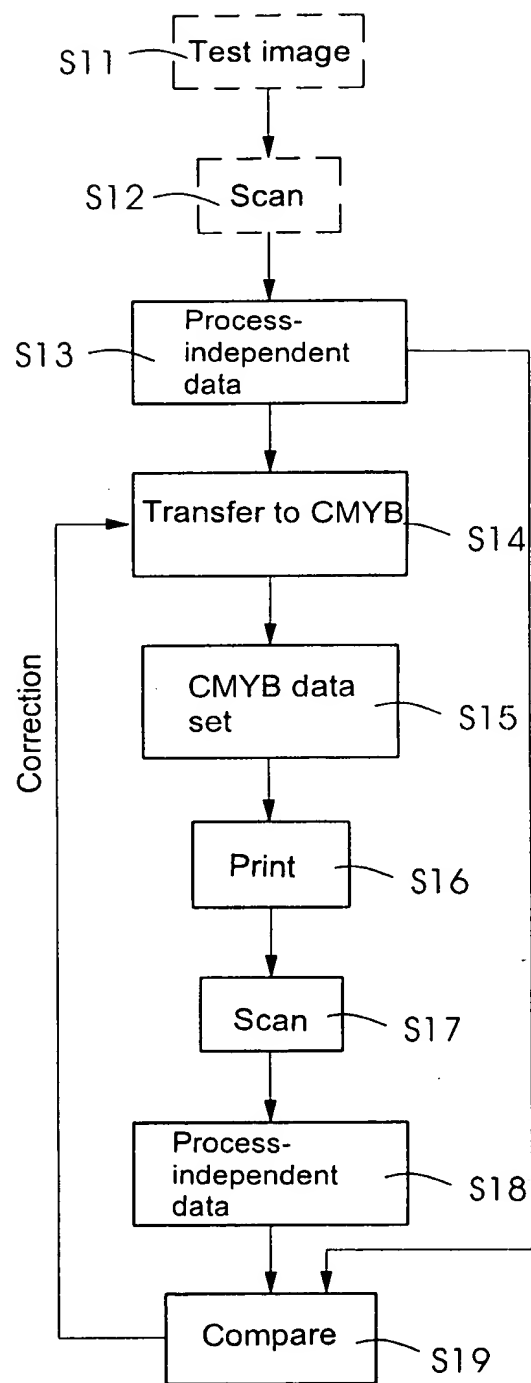 S11
Test image
S12
Scan
S13
Process-
independent
data
Transfer to CMYB
S14
CMYB data
set
S15
Correction
Print
S16
Scan
S17
Process-
independent
data
S18
Compare
S19